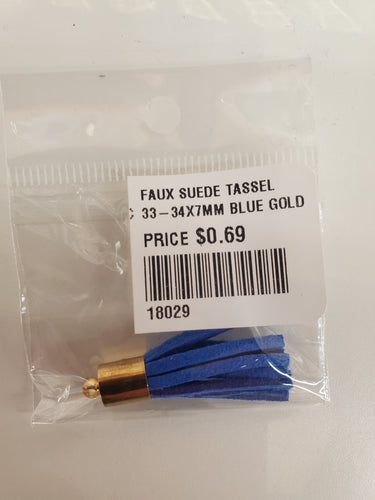 FAUX SUEDE TASSEL
33-34X7MM BLUE GOLD
PRICE $0.69
18029